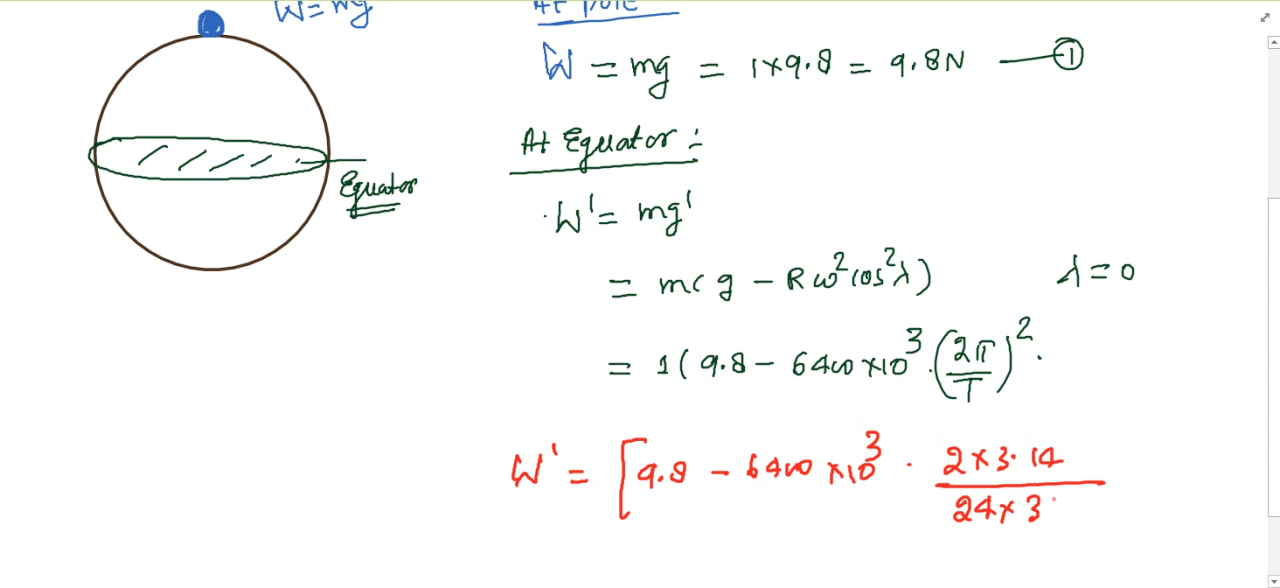 W = mg
At pole
W = mg = 1×9.8 = 9.8N ——①
At Equator :-
Equator
W' = mg'
= m(g - Rω²cos²λ) λ = 0
= 1(9.8 - 6400×10³.(2π/T)².
W' = [9.8 - 6400×10³ . 2×3.14/24×3